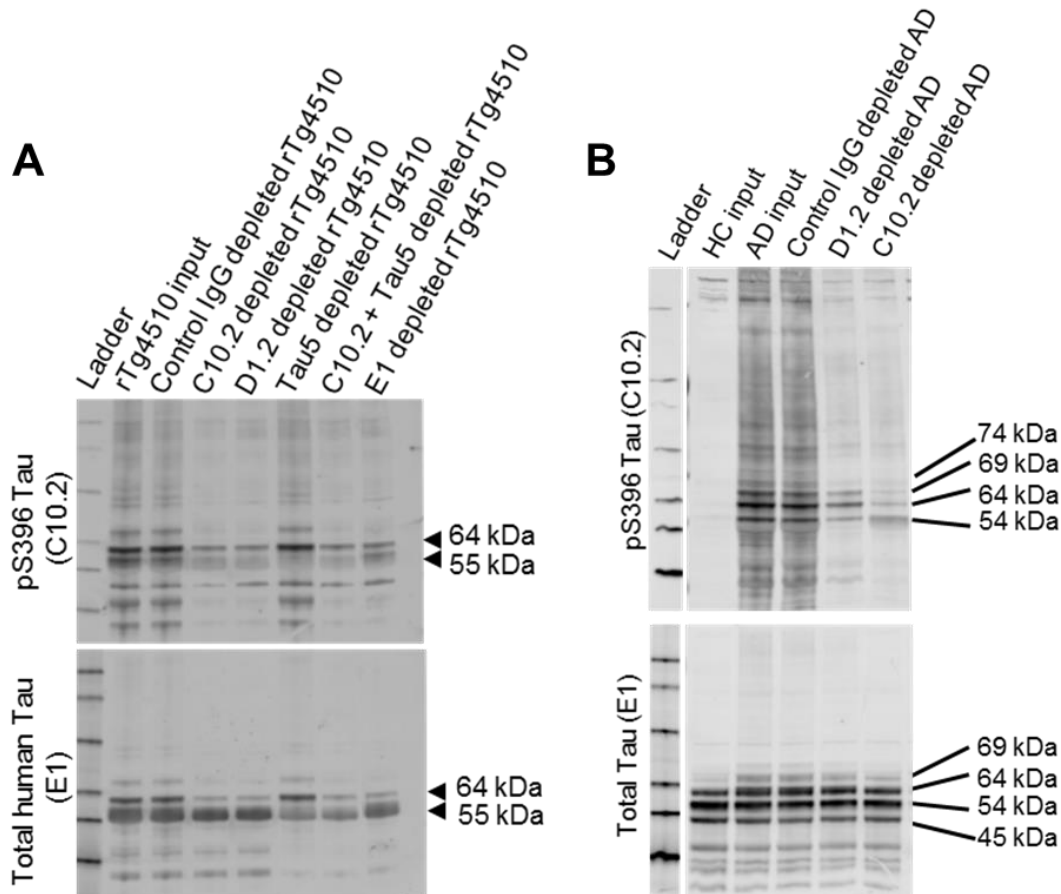 A
Ladder
rTg4510 input
Control IgG depleted rTg4510
C10.2 depleted rTg4510
D1.2 depleted rTg4510
Tau5 depleted rTg4510
C10.2 + Tau5 depleted rTg4510
E1 depleted rTg4510
pS396 Tau
(C10.2)
64 kDa
55 kDa
Total human Tau
(E1)
64 kDa
55 kDa
B
Ladder
HC input
AD input
Control IgG depleted AD
D1.2 depleted AD
C10.2 depleted AD
pS396 Tau (C10.2)
74 kDa
69 kDa
64 kDa
54 kDa
Total Tau (E1)
69 kDa
64 kDa
54 kDa
45 kDa